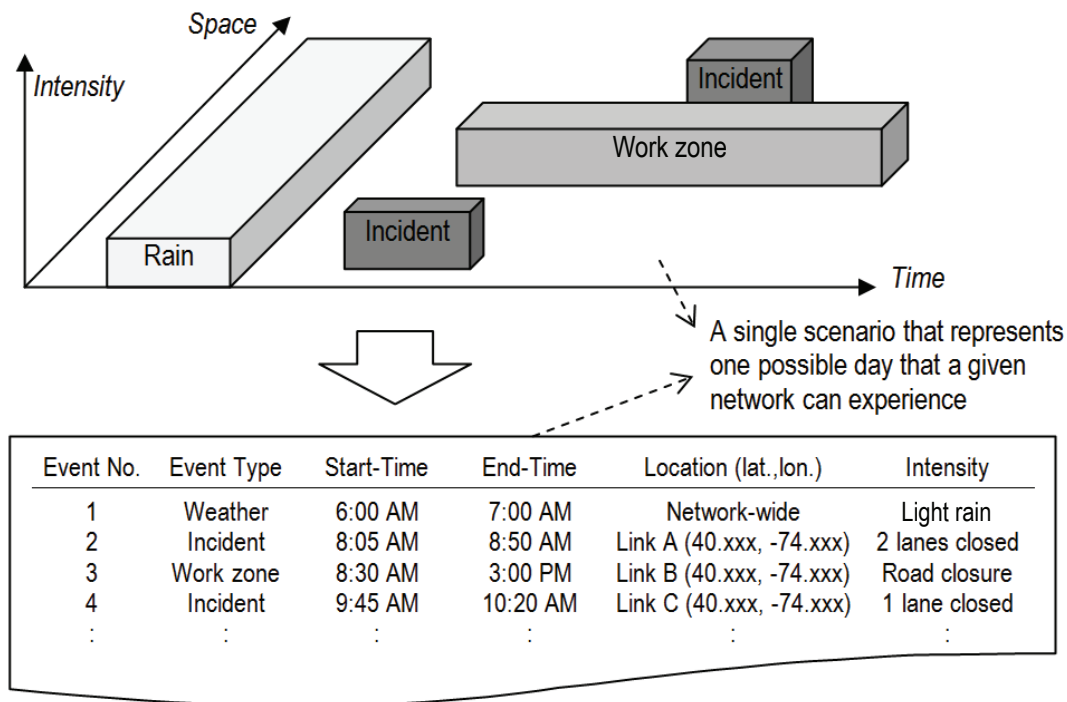 Space
Intensity
Incident
Work zone
Incident
Rain
Time
A single scenario that represents
one possible day that a given
network can experience
Event No. Event Type Start-Time End-Time Location (lat.,lon.) Intensity
1 Weather 6:00 AM 7:00 AM Network-wide Light rain
2 Incident 8:05 AM 8:50 AM Link A (40.xxx, -74.xxx) 2 lanes closed
3 Work zone 8:30 AM 3:00 PM Link B (40.xxx, -74.xxx) Road closure
4 Incident 9:45 AM 10:20 AM Link C (40.xxx, -74.xxx) 1 lane closed
: : : : : :